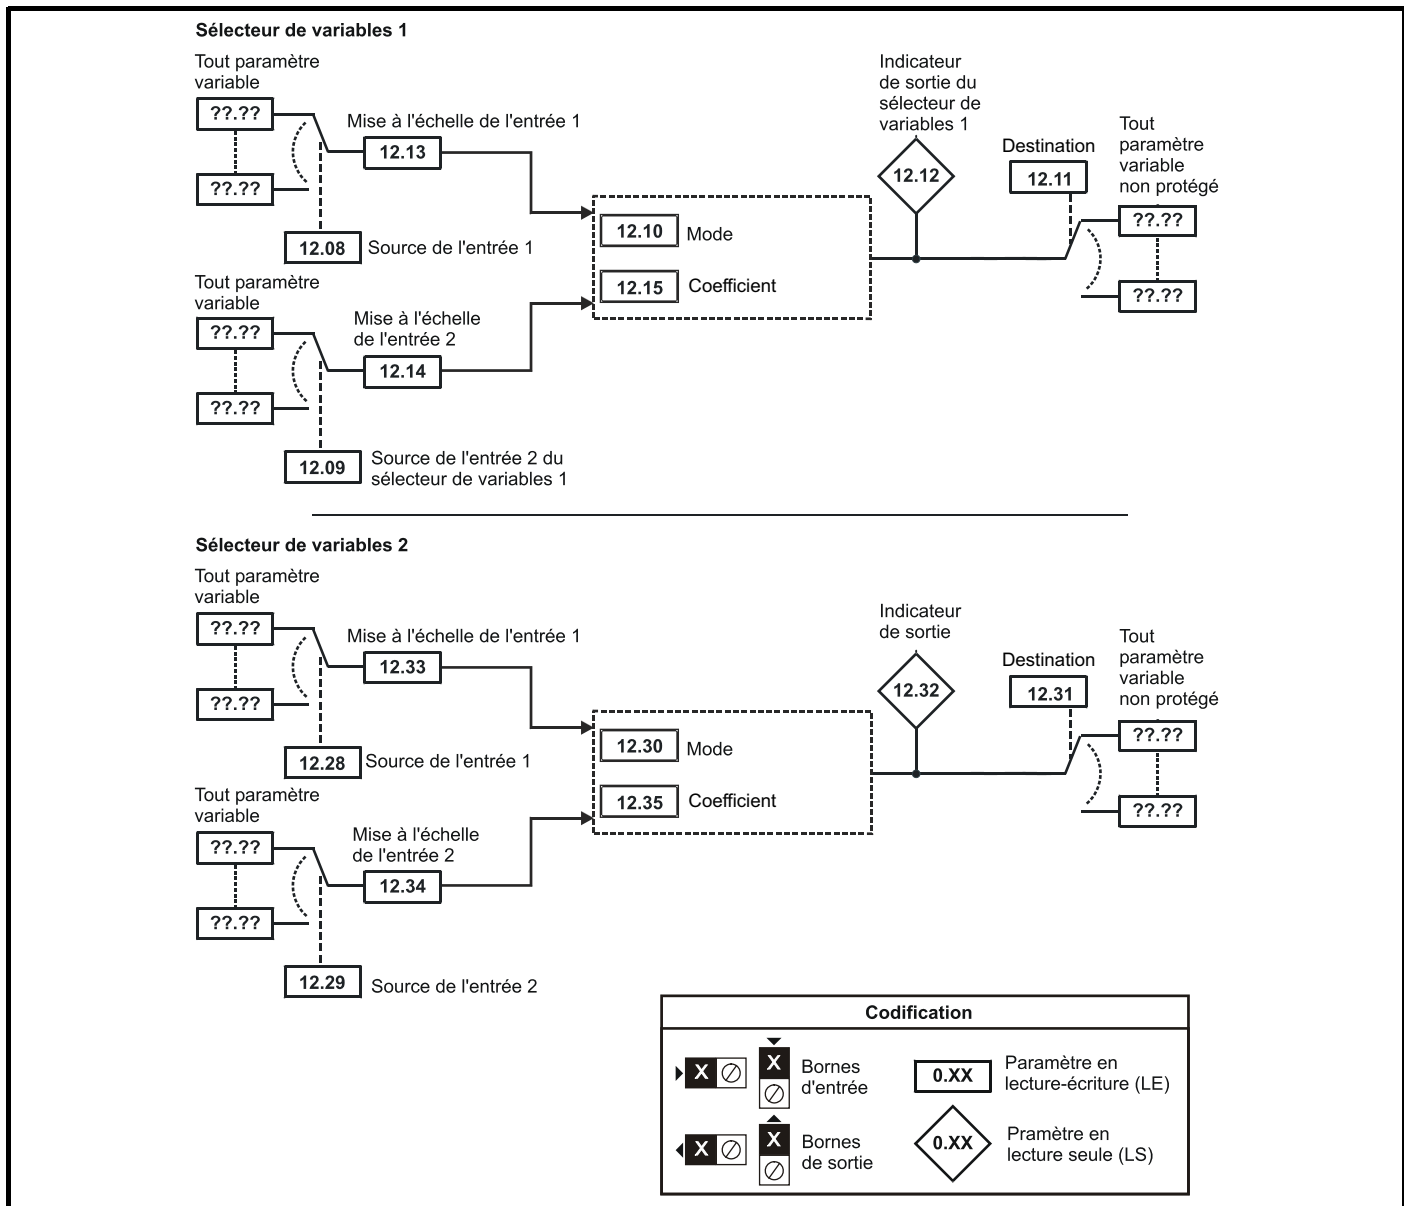 Sélecteur de variables 1
Tout paramètre
variable
??.??
??.??
Mise à l'échelle de l'entrée 1
12.13
12.08
Source de l'entrée 1
Tout paramètre
variable
??.??
??.??
Mise à l'échelle
de l'entrée 2
12.14
12.09
Source de l'entrée 2 du
sélecteur de variables 1
12.10
Mode
12.15
Coefficient
Indicateur
de sortie du
sélecteur de
variables 1
12.12
Destination
12.11
Tout
paramètre
variable
non protégé
??.??
??.??
Sélecteur de variables 2
Tout paramètre
variable
??.??
??.??
Mise à l'échelle de l'entrée 1
12.33
12.28
Source de l'entrée 1
Tout paramètre
variable
??.??
??.??
Mise à l'échelle
de l'entrée 2
12.34
12.29
Source de l'entrée 2
12.30
Mode
12.35
Coefficient
Indicateur
de sortie
12.32
Destination
12.31
Tout
paramètre
variable
non protégé
??.??
??.??
Codification
X
X
Bornes
d'entrée
0.XX
Paramètre en
lecture-écriture (LE)
X
X
Bornes
de sortie
0.XX
Pramètre en
lecture seule (LS)